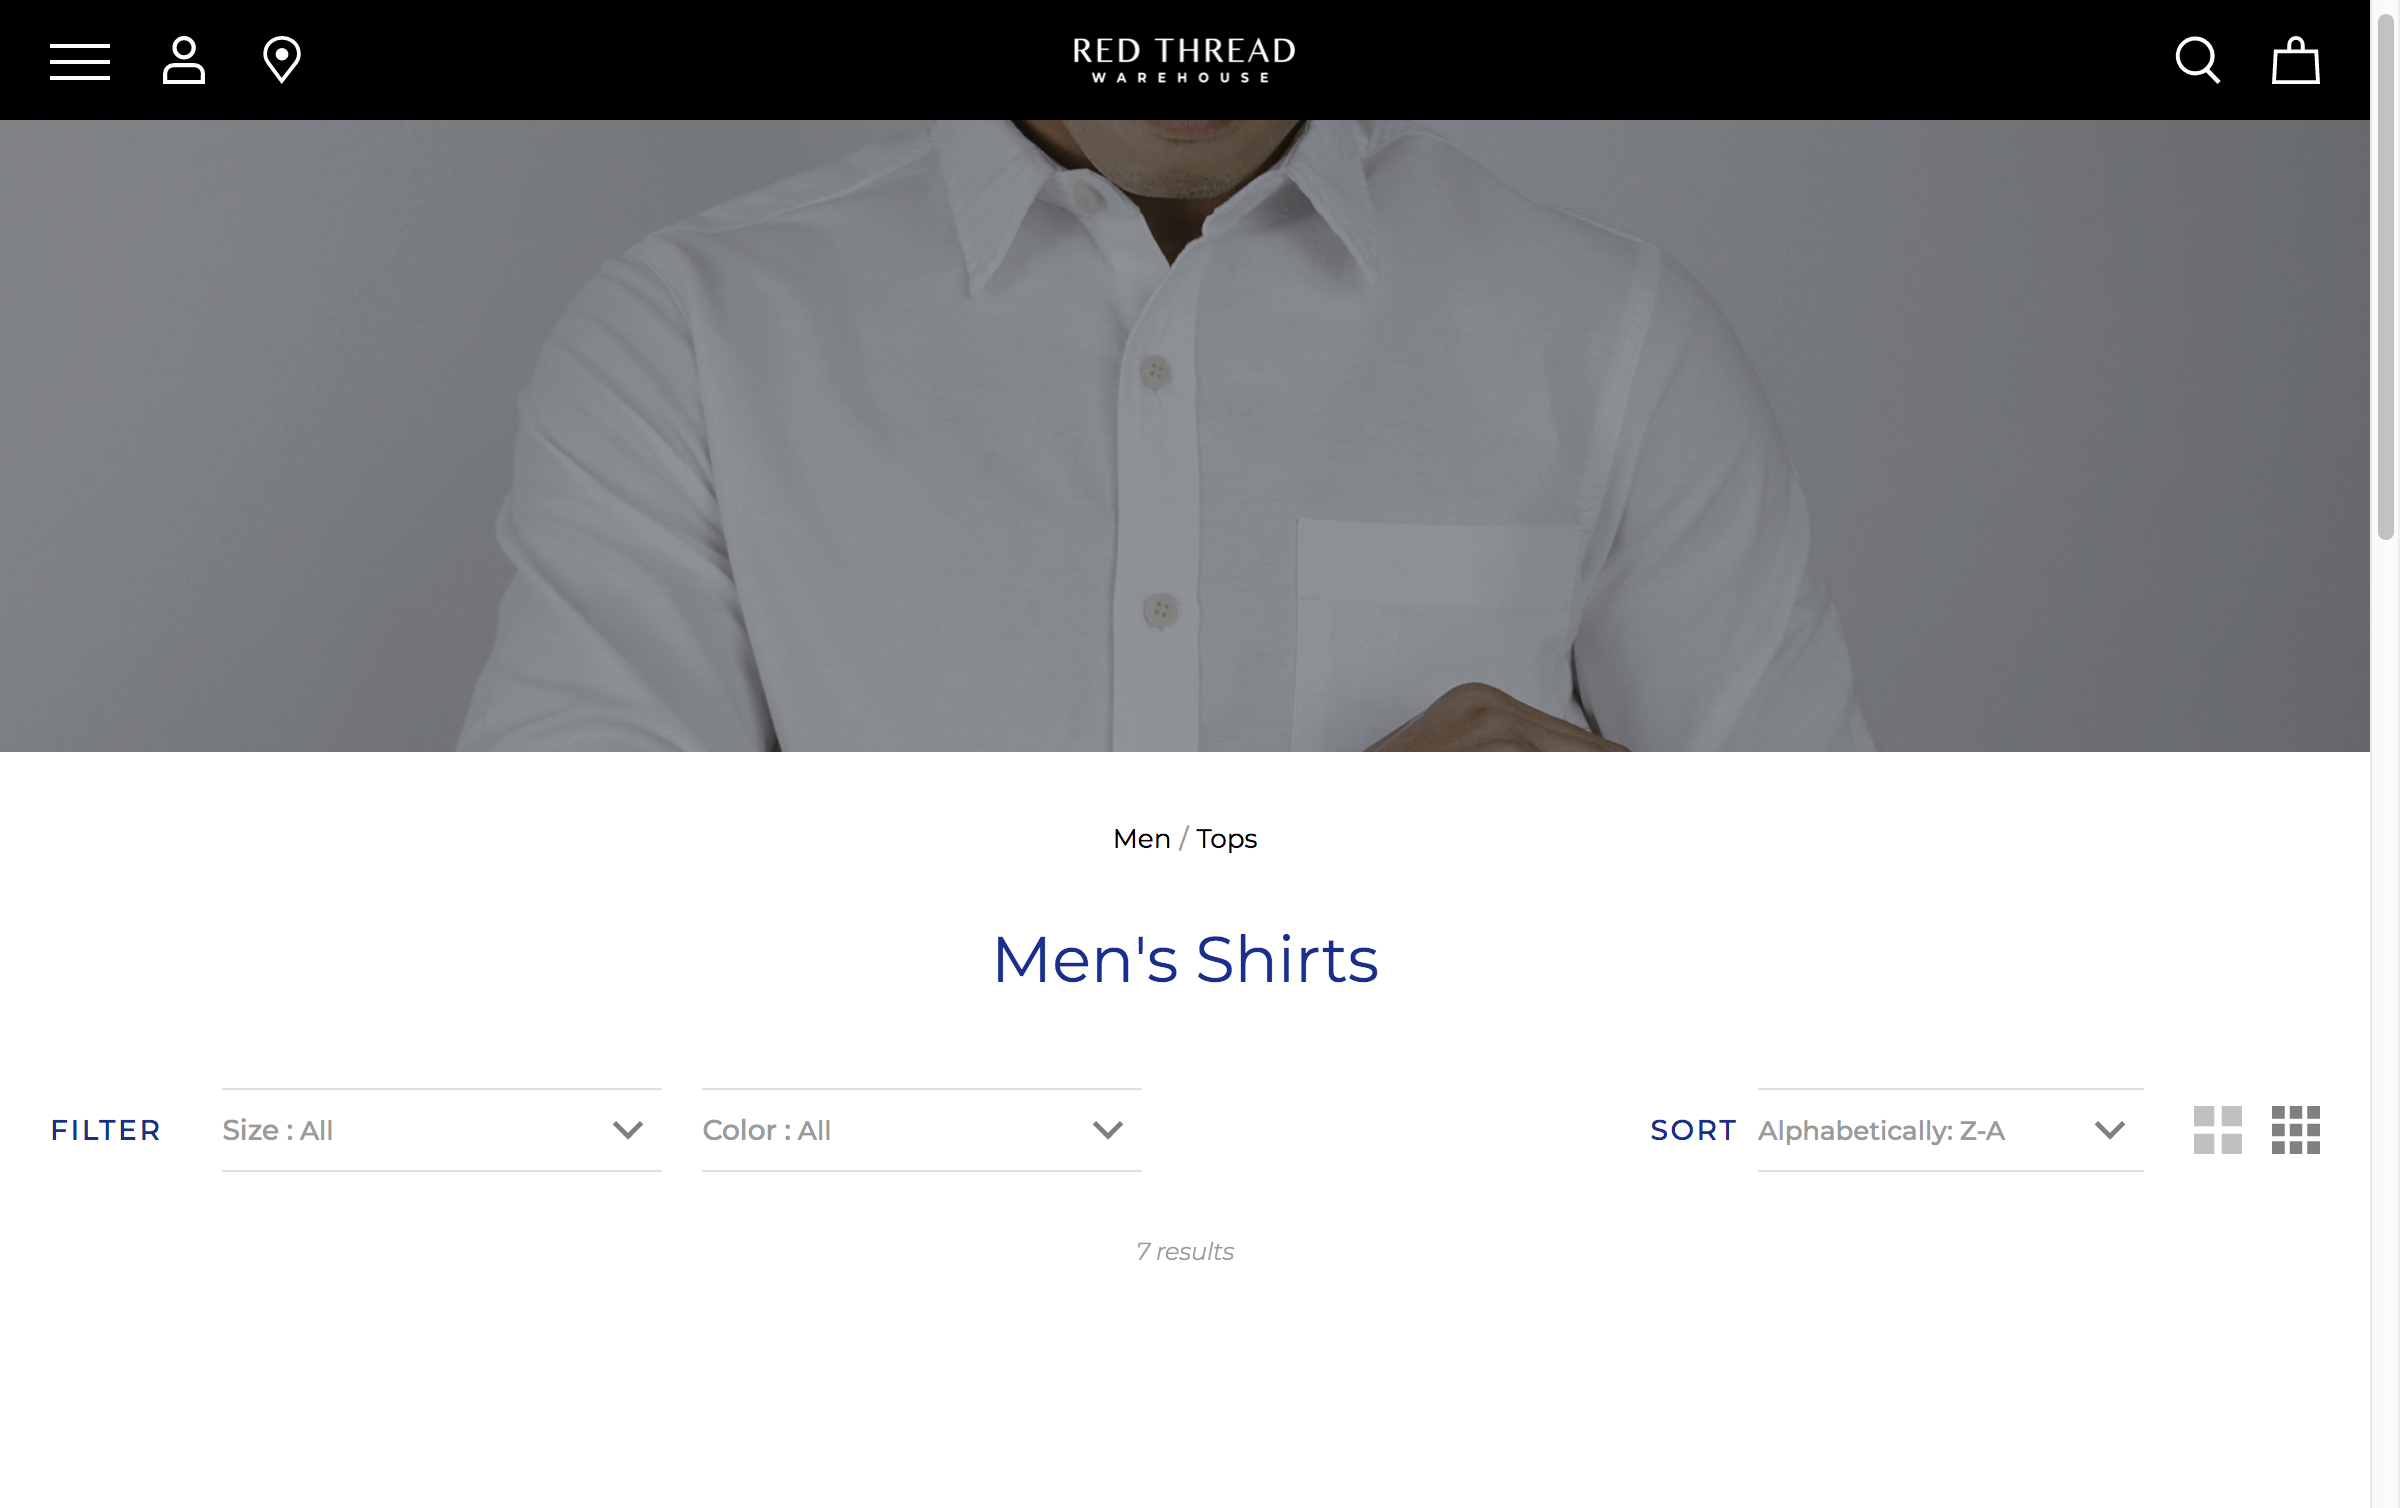 RED THREAD
WAREHOUSE
Men / Tops
Men's Shirts
FILTER Size : All Color : All SORT Alphabetically: Z-A
7 results